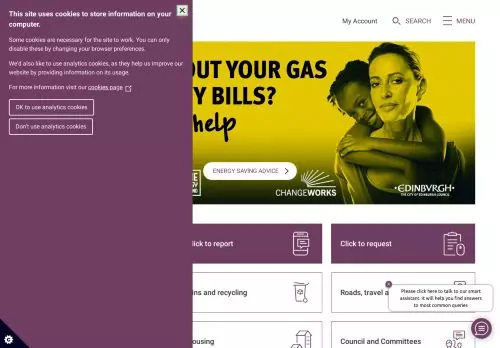 This site uses cookies to store information on your
computer.
Some cookies are necessary for the site to work. You can only
disable these by changing your browser preferences.
We'd also like to use analytics cookies, as they help us improve our
website by providing information on its usage.
For more information visit our cookies page
OK to use analytics cookies
Don't use analytics cookies
My Account
SEARCH
MENU
OUT YOUR GAS
Y BILLS?
help
ENERGY SAVING ADVICE
CHANGEWORKS
EDINBVRGH
THE CITY OF EDINBURGH COUNCIL
lick to report
Click to request
ins and recycling
Roads, travel a
Please click here to talk to our smart
assistant. It will help you find answers
to most common queries
ousing
Council and Committees